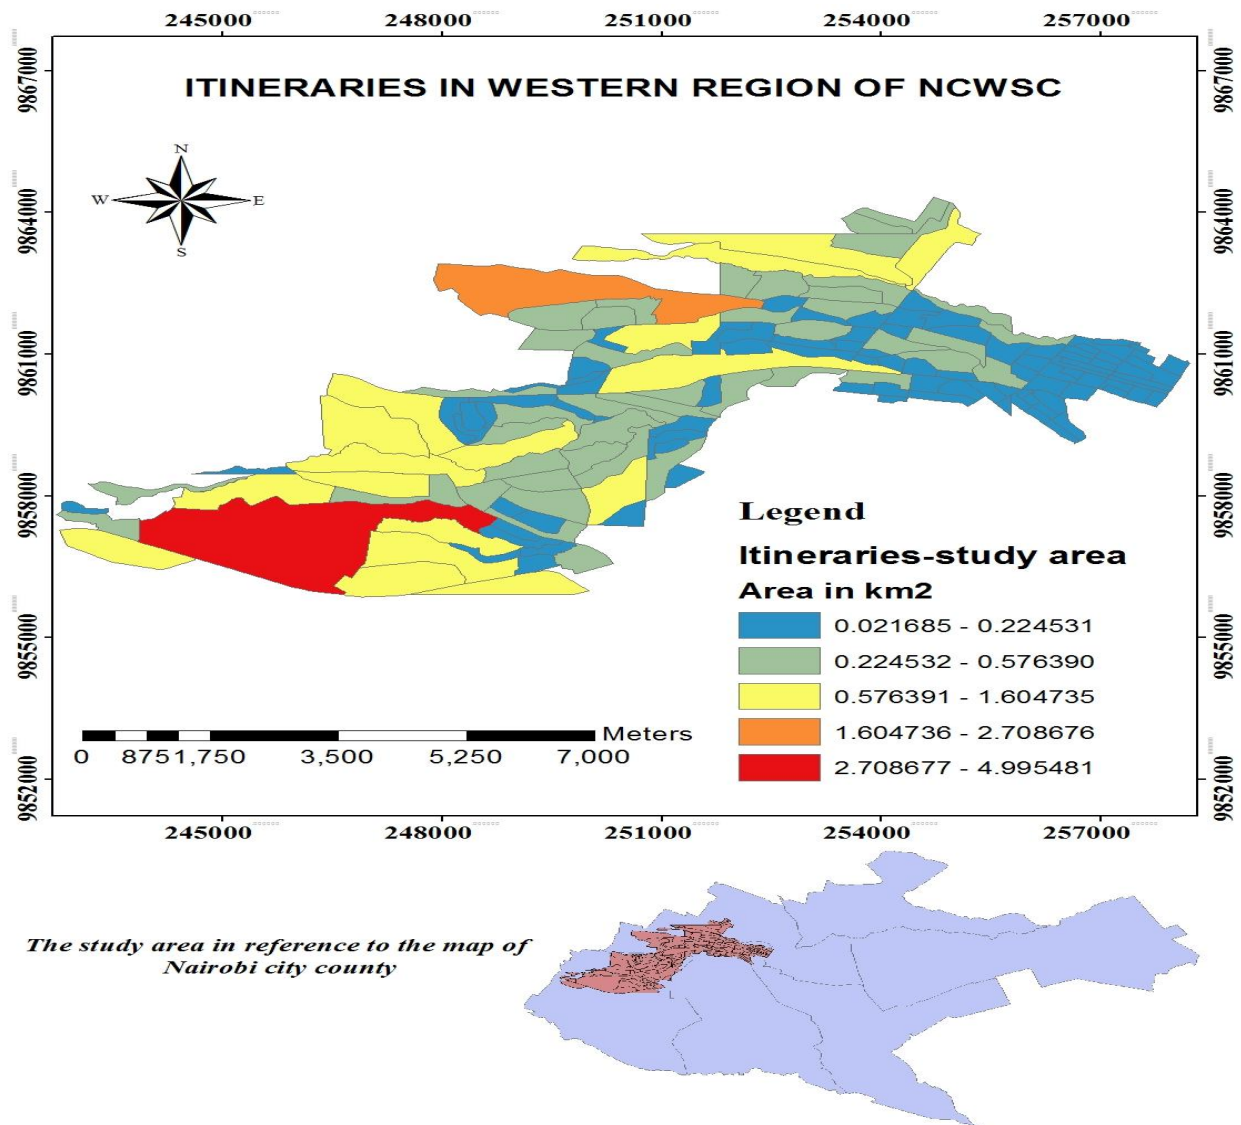 245000 248000 251000 254000 257000
9867000 9867000
ITINERARIES IN WESTERN REGION OF NCWSC
N
W E
S
9864000 9864000
9861000 9861000
9858000 9858000
Legend
Itineraries-study area
Area in km2
0.021685 - 0.224531
9855000 9855000
0.224532 - 0.576390
0.576391 - 1.604735
1.604736 - 2.708676
2.708677 - 4.995481
Meters
0 875 1,750 3,500 5,250 7,000
9852000 9852000
245000 248000 251000 254000 257000
The study area in reference to the map of
Nairobi city county